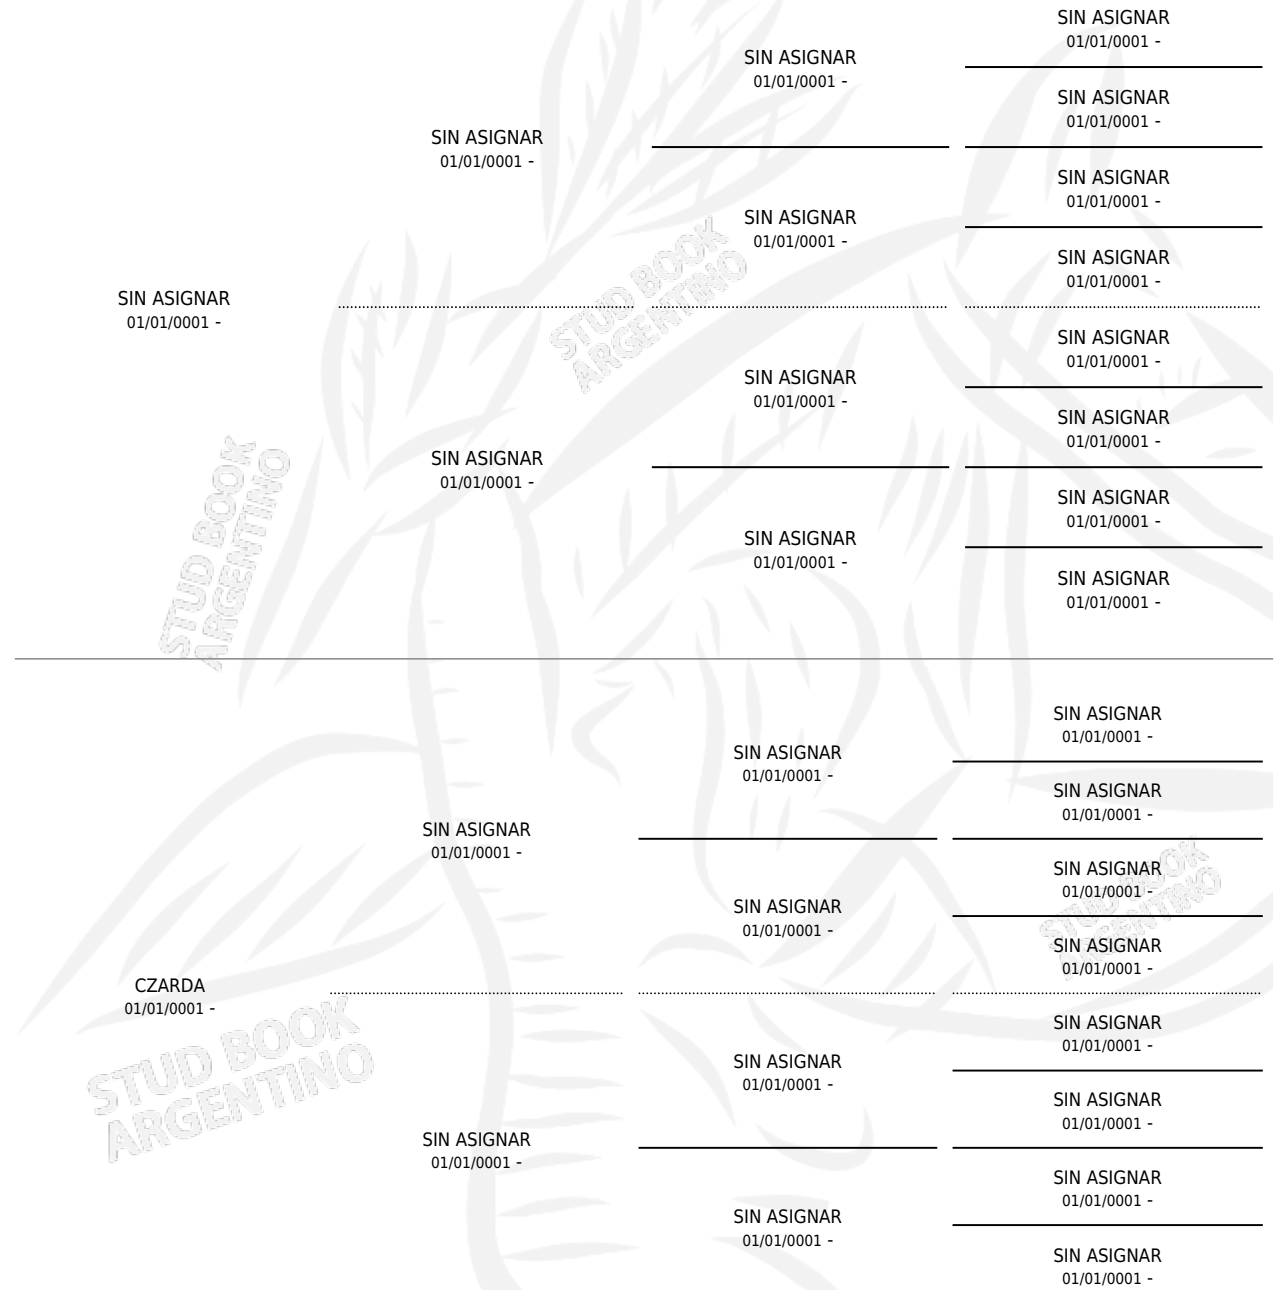 SIN ASIGNAR
01/01/0001 -
SIN ASIGNAR
01/01/0001 -
SIN ASIGNAR
01/01/0001 -
SIN ASIGNAR
01/01/0001 -
SIN ASIGNAR
01/01/0001 -
SIN ASIGNAR
01/01/0001 -
SIN ASIGNAR
01/01/0001 -
STUD BOOK
ARGENTINO
SIN ASIGNAR
01/01/0001 -
SIN ASIGNAR
01/01/0001 -
SIN ASIGNAR
01/01/0001 -
SIN ASIGNAR
01/01/0001 -
SIN ASIGNAR
01/01/0001 -
SIN ASIGNAR
01/01/0001 -
STUD BOOK
ARGENTINO
SIN ASIGNAR
01/01/0001 -
SIN ASIGNAR
01/01/0001 -
SIN ASIGNAR
01/01/0001 -
SIN ASIGNAR
01/01/0001 -
SIN ASIGNAR
01/01/0001 -
SIN ASIGNAR
01/01/0001 -
SIN ASIGNAR
01/01/0001 -
SIN ASIGNAR
01/01/0001 -
STUD BOOK
ARGENTINO
SIN ASIGNAR
01/01/0001 -
SIN ASIGNAR
01/01/0001 -
CZARDA
01/01/0001 -
STUD BOOK
ARGENTINO
SIN ASIGNAR
01/01/0001 -
SIN ASIGNAR
01/01/0001 -
SIN ASIGNAR
01/01/0001 -
SIN ASIGNAR
01/01/0001 -
SIN ASIGNAR
01/01/0001 -
SIN ASIGNAR
01/01/0001 -
SIN ASIGNAR
01/01/0001 -